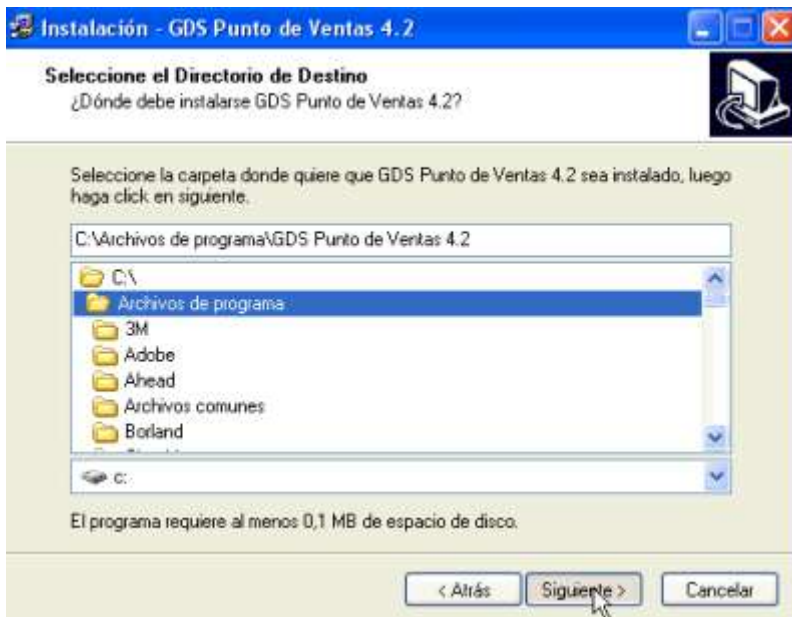 Instalación - GDS Punto de Ventas 4.2
Seleccione el Directorio de Destino
¿Dónde debe instalarse GDS Punto de Ventas 4.2?
Seleccione la carpeta donde quiere que GDS Punto de Ventas 4.2 sea instalado, luego
haga click en siguiente.
C:\Archivos de programa\GDS Punto de Ventas 4.2
C:\
Archivos de programa
3M
Adobe
Ahead
Archivos comunes
Borland
c:
El programa requiere al menos 0,1 MB de espacio de disco.
< Atrás
Siguiente >
Cancelar